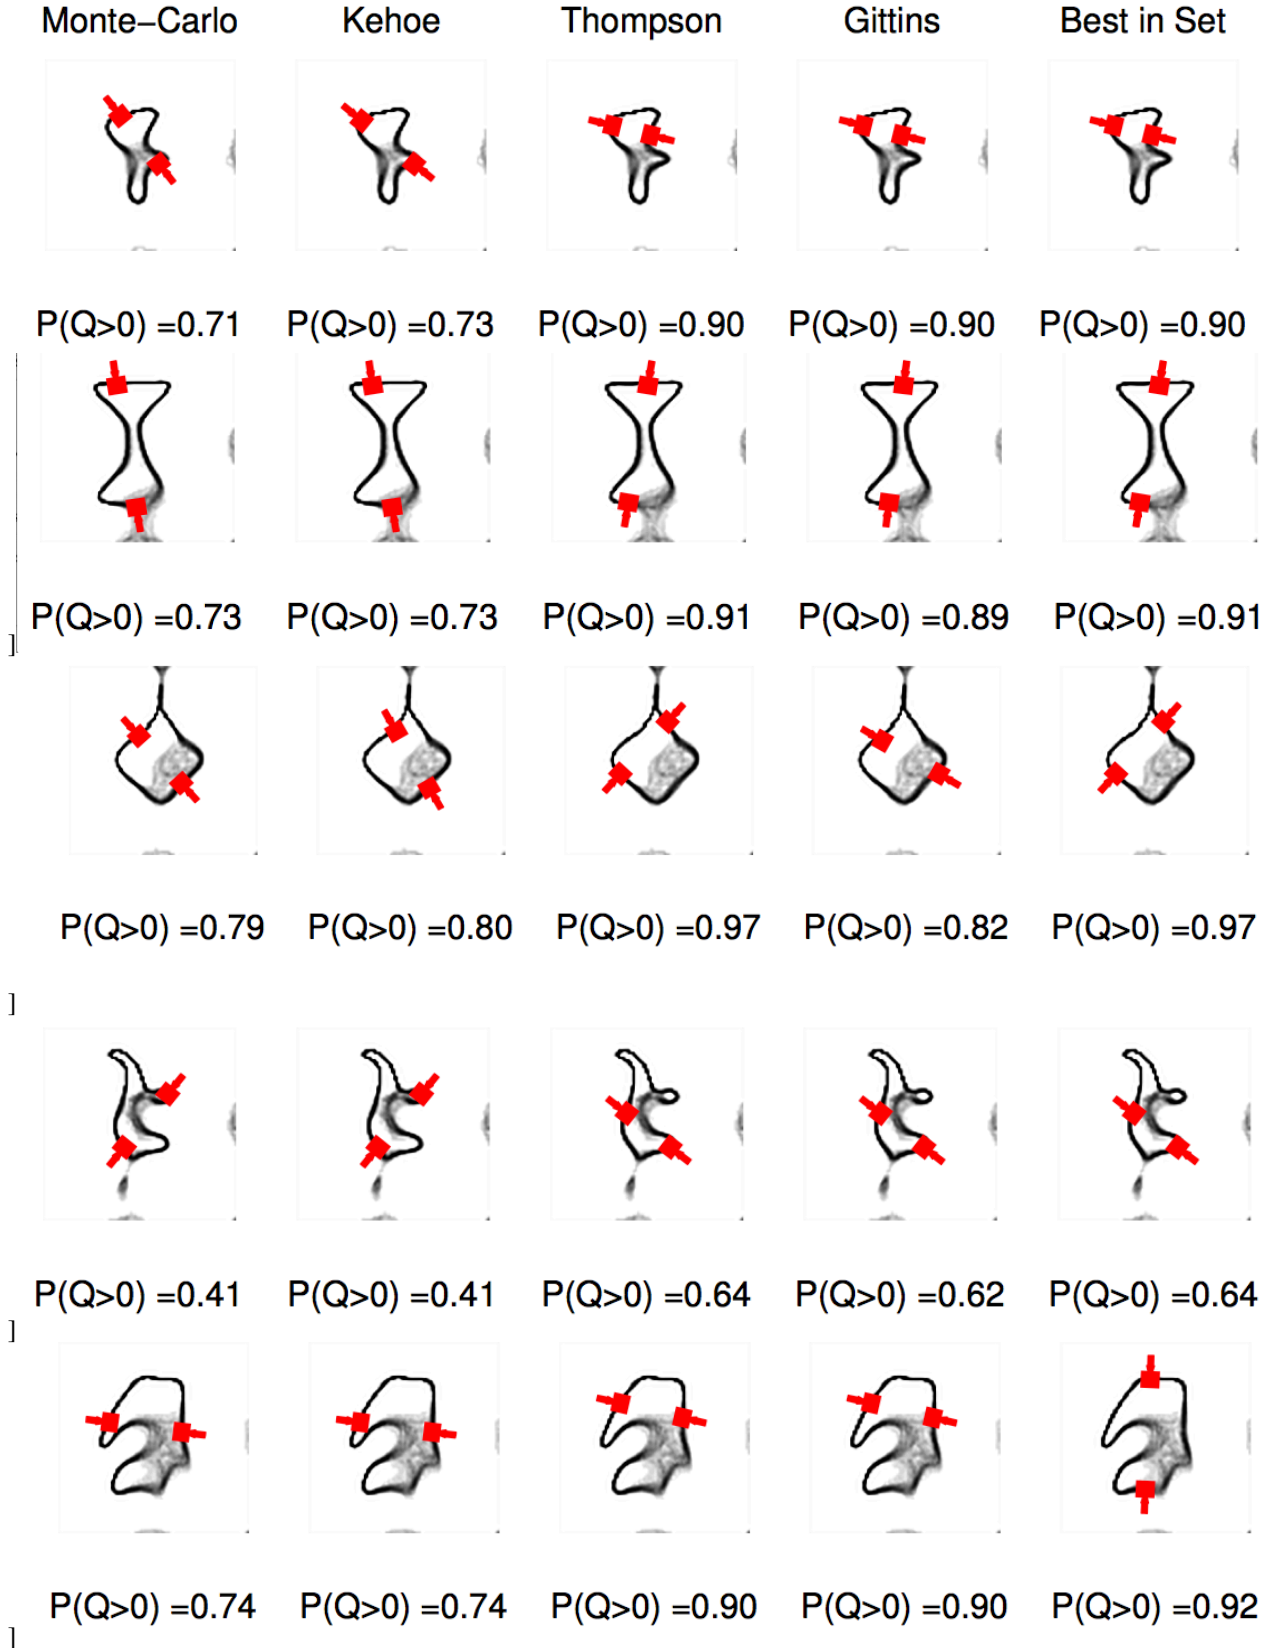 Monte–Carlo Kehoe Thompson Gittins Best in Set
P(Q>0) =0.71 P(Q>0) =0.73 P(Q>0) =0.90 P(Q>0) =0.90 P(Q>0) =0.90
P(Q>0) =0.73 P(Q>0) =0.73 P(Q>0) =0.91 P(Q>0) =0.89 P(Q>0) =0.91
]
P(Q>0) =0.79 P(Q>0) =0.80 P(Q>0) =0.97 P(Q>0) =0.82 P(Q>0) =0.97
]
P(Q>0) =0.41 P(Q>0) =0.41 P(Q>0) =0.64 P(Q>0) =0.62 P(Q>0) =0.64
]
P(Q>0) =0.74 P(Q>0) =0.74 P(Q>0) =0.90 P(Q>0) =0.90 P(Q>0) =0.92
]